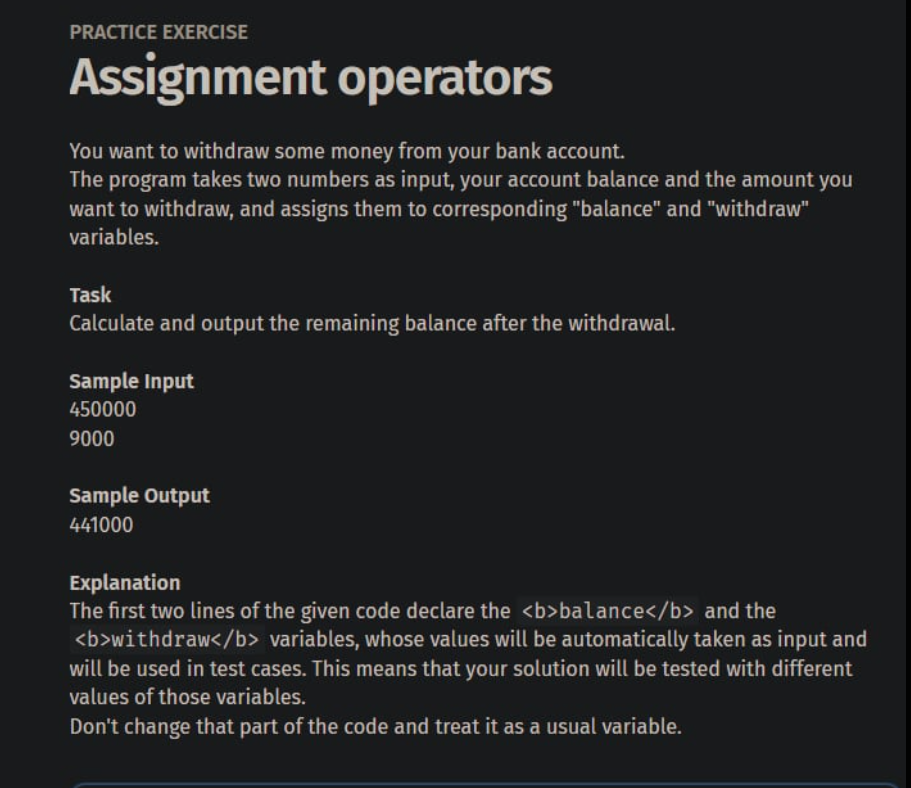 PRACTICE EXERCISE
Assignment operators
You want to withdraw some money from your bank account.
The program takes two numbers as input, your account balance and the amount you
want to withdraw, and assigns them to corresponding "balance" and "withdraw"
variables.
Task
Calculate and output the remaining balance after the withdrawal.
Sample Input
450000
9000
Sample Output
441000
Explanation
The first two lines of the given code declare the <b>balance</b> and the
<b>withdraw</b> variables, whose values will be automatically taken as input and
will be used in test cases. This means that your solution will be tested with different
values of those variables.
Don't change that part of the code and treat it as a usual variable.